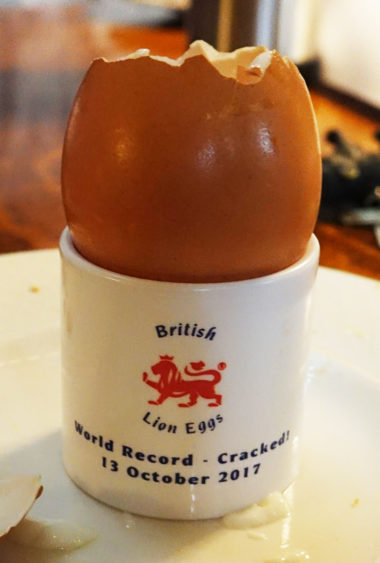 British
®
Lion Eggs
World Record - Cracked!
13 October 2017